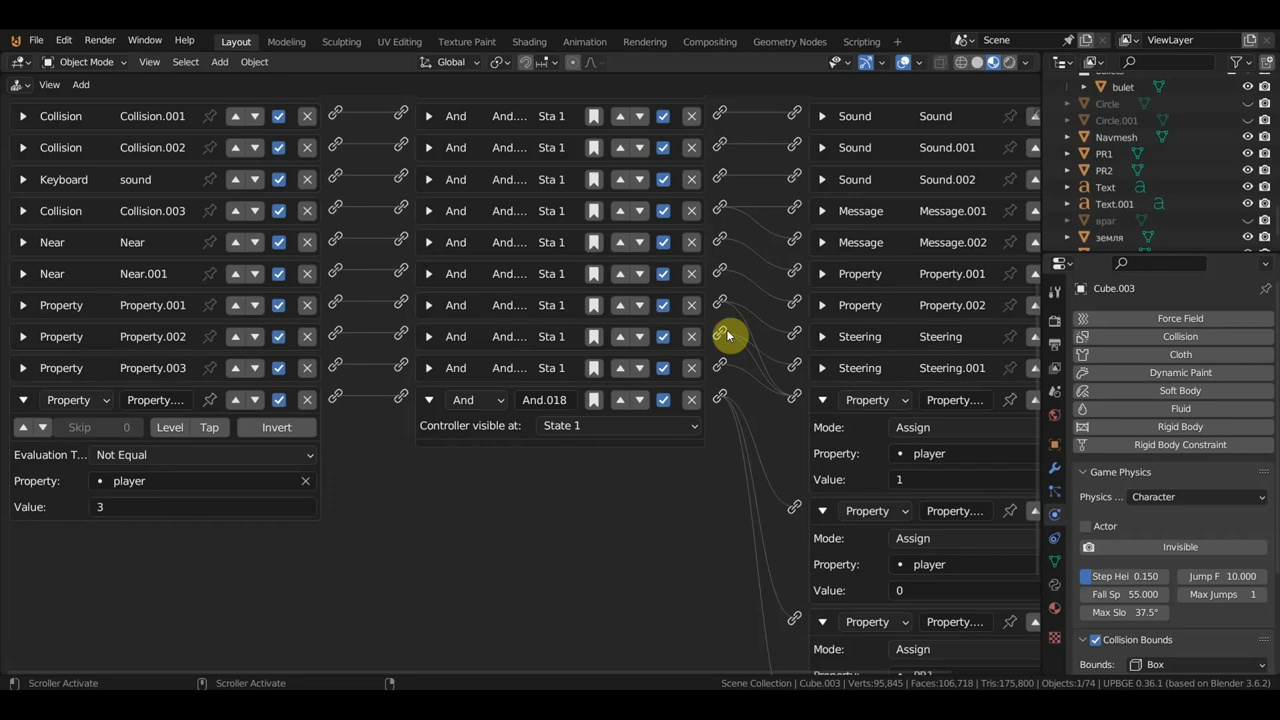 File Edit Render Window Help Layout Modeling Sculpting UV Editing Texture Paint Shading Animation Rendering Compositing Geometry Nodes Scripting + Scene ViewLayer
Object Mode View Select Add Object Global
View Add
bulet
Circle
Circle.001
Navmesh
PR1
PR2
Text
Text.001
враг
земля
Collision Collision.001 And And.... Sta 1 Sound Sound
Collision Collision.002 And And.... Sta 1 Sound Sound.001
Keyboard sound And And.... Sta 1 Sound Sound.002
Collision Collision.003 And And.... Sta 1 Message Message.001
Near Near And And.... Sta 1 Message Message.002
Near Near.001 And And.... Sta 1 Property Property.001
Property Property.001 And And.... Sta 1 Property Property.002
Property Property.002 And And.... Sta 1 Steering Steering
Property Property.003 And And.... Sta 1 Steering Steering.001
Property Property.... And And.018 Property Property....
Skip 0 Level Tap Invert Controller visible at: State 1 Mode: Assign
Evaluation T... Not Equal Property: player
Property: player Value: 1
Value: 3 Property Property....
Mode: Assign
Property: player
Value: 0
Property Property....
Mode: Assign
Cube.003
Force Field
Collision
Cloth
Dynamic Paint
Soft Body
Fluid
Rigid Body
Rigid Body Constraint
Game Physics
Physics ... Character
Actor
Invisible
Step Hei 0.150 Jump F 10.000
Fall Sp 55.000 Max Jumps 1
Max Slo 37.5°
Collision Bounds
Bounds: Box
Scroller Activate Scroller Activate Scene Collection | Cube.003 | Verts:95,845 | Faces:106,718 | Tris:175,800 | Objects:1/74 | UPBGE 0.36.1 (based on Blender 3.6.2)